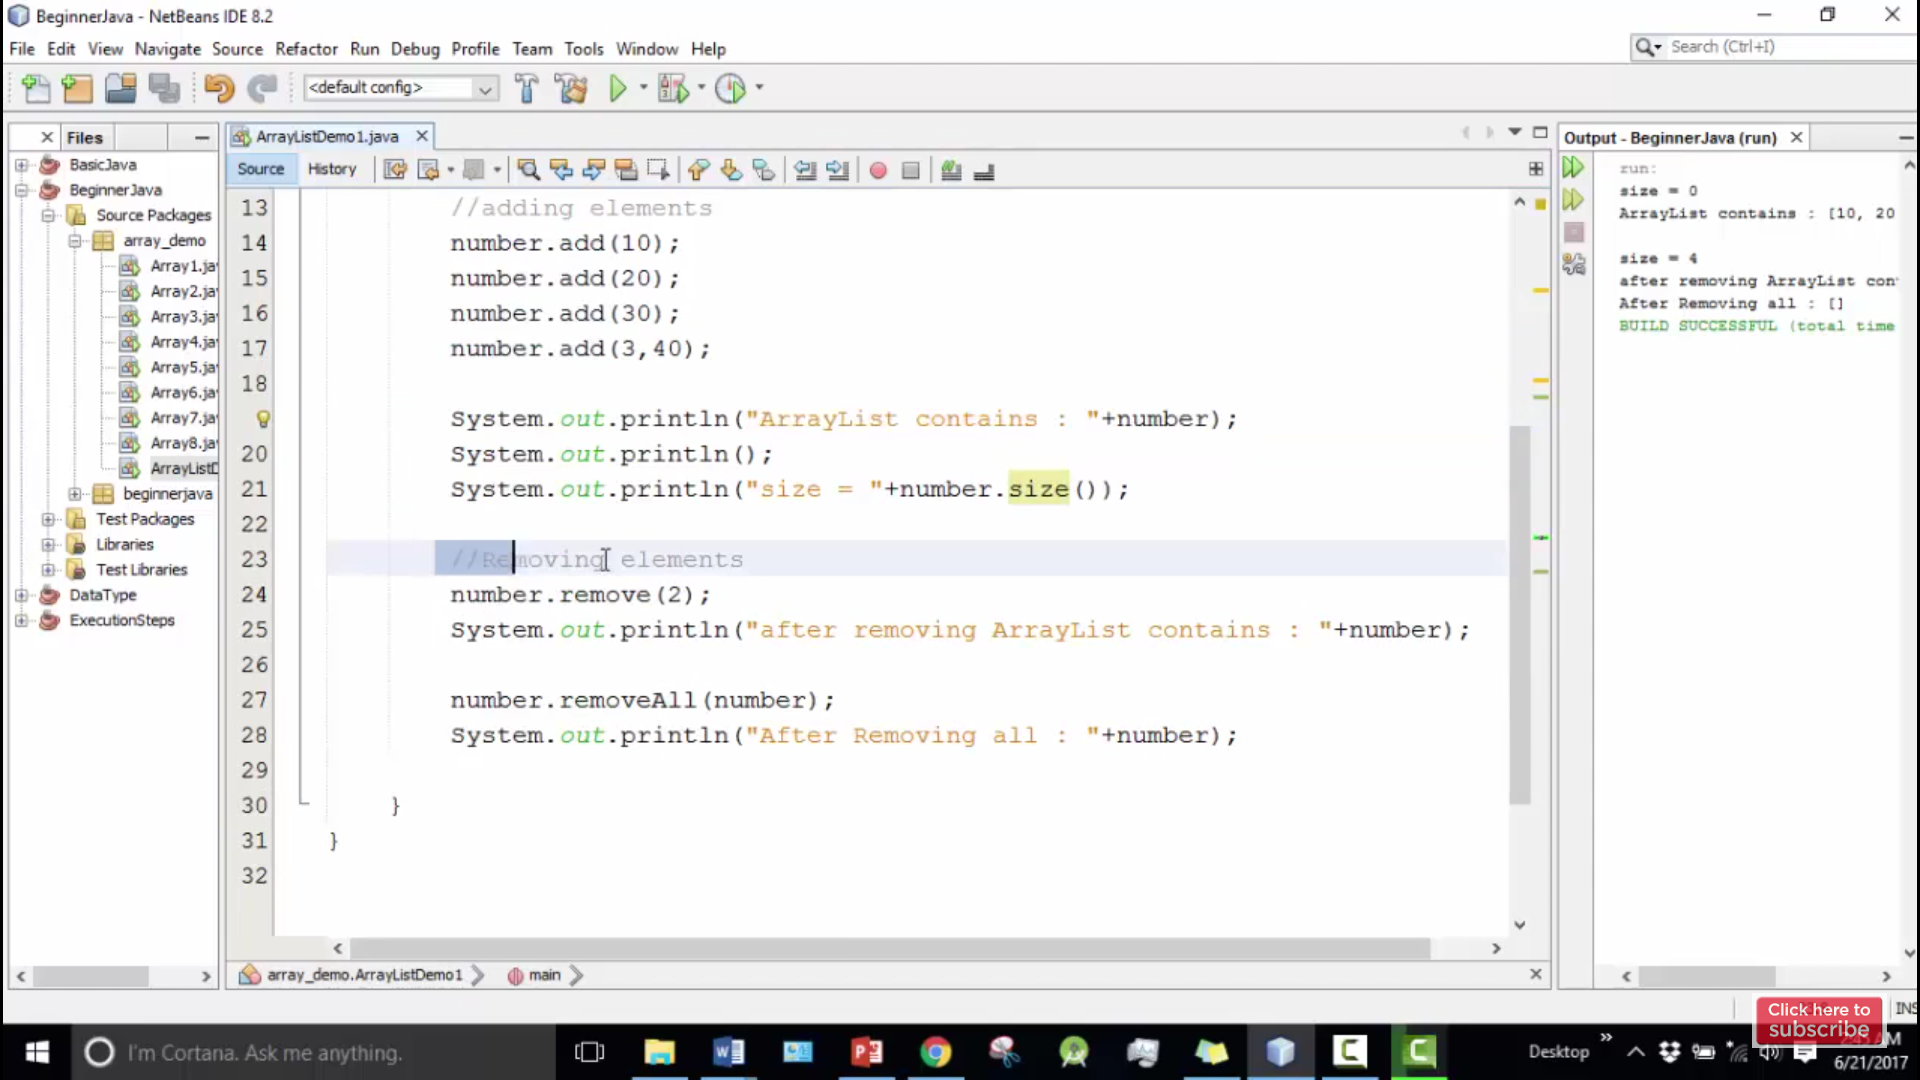 BeginnerJava - NetBeans IDE 8.2
File Edit View Navigate Source Refactor Run Debug Profile Team Tools Window Help
Search (Ctrl+I)
<default config>
Files
BasicJava
BeginnerJava
Source Packages
array_demo
Array1.ja
Array2.ja
Array3.ja
Array4.ja
Array5.ja
Array6.ja
Array7.ja
Array8.ja
ArrayListD
beginnerjava
Test Packages
Libraries
Test Libraries
DataType
ExecutionSteps
ArrayListDemo1.java
Source History
13 //adding elements
14 number.add(10);
15 number.add(20);
16 number.add(30);
17 number.add(3,40);
18
System.out.println("ArrayList contains : "+number);
20 System.out.println();
21 System.out.println("size = "+number.size());
22
23 //Removing elements
24 number.remove(2);
25 System.out.println("after removing ArrayList contains : "+number);
26
27 number.removeAll(number);
28 System.out.println("After Removing all : "+number);
29
30 }
31 }
32
array_demo.ArrayListDemo1 main
Output - BeginnerJava (run)
run:
size = 0
ArrayList contains : [10, 20
size = 4
after removing ArrayList con
After Removing all : []
BUILD SUCCESSFUL (total time
INS
Click here to
subscribe
I'm Cortana. Ask me anything.
Desktop
6/21/2017